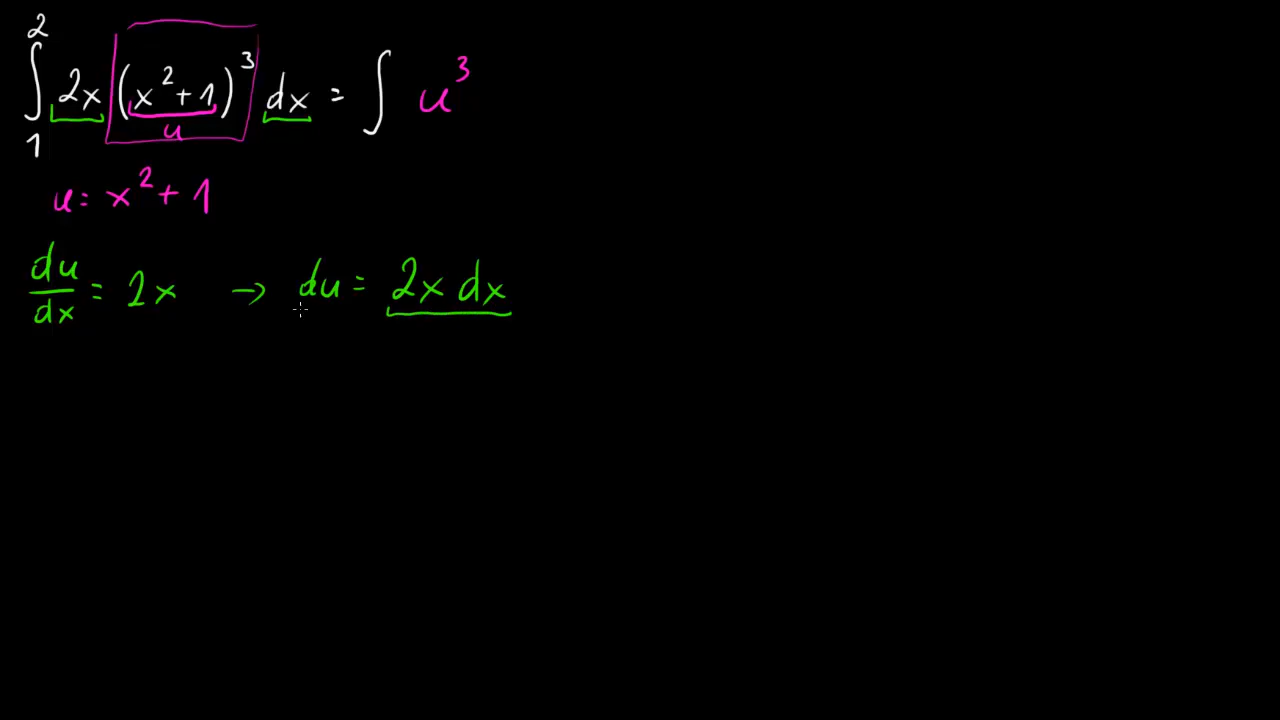 ∫₁² 2x (x² + 1)³ dx = ∫ u³
u
u = x² + 1
du/dx = 2x → du = 2x dx